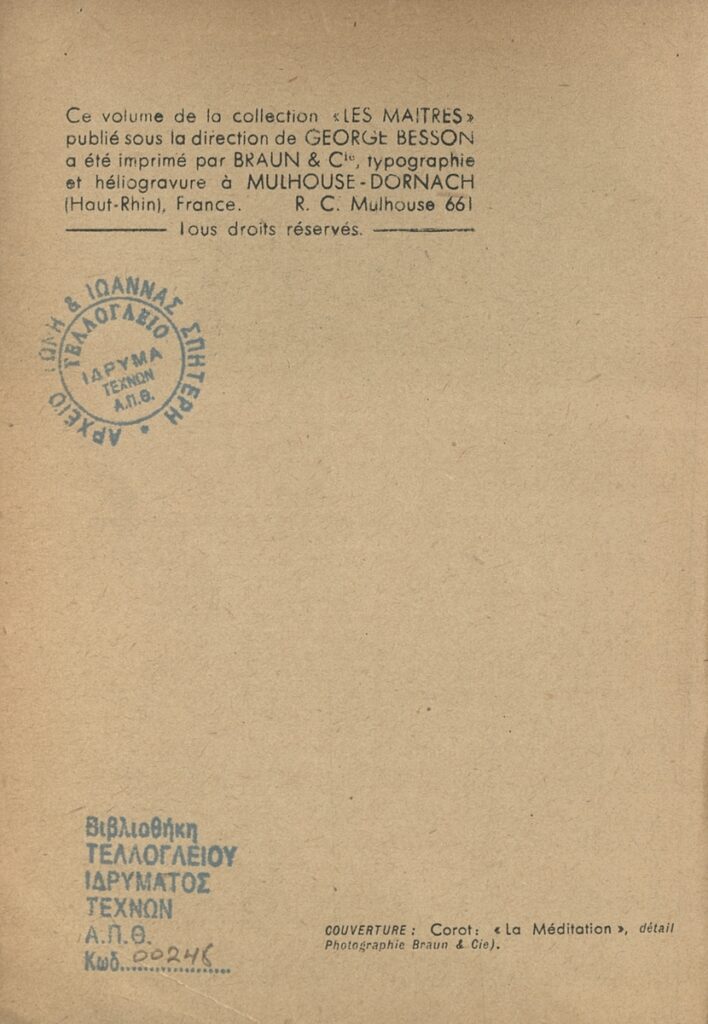 Ce volume de la collection «LES MAITRES»
publié sous la direction de GEORGE BESSON
a été imprimé par BRAUN & Cie, typographie
et héliogravure à MULHOUSE-DORNACH
(Haut-Rhin), France. R. C. Mulhouse 661
Tous droits réservés.
ΑΡΧΕΙΟ ΤΩΝΗ & ΙΩΑΝΝΑΣ ΣΠΗΤΕΡΗ
ΤΕΛΛΟΓΛΕΙΟ
ΙΔΡΥΜΑ
ΤΕΧΝΩΝ
Α.Π.Θ.
Βιβλιοθήκη
ΤΕΛΛΟΓΛΕΙΟΥ
ΙΔΡΥΜΑΤΟΣ
ΤΕΧΝΩΝ
Α.Π.Θ.
Κωδ. 00246
COUVERTURE : Corot : «La Méditation», détail
Photographie Braun & Cie).